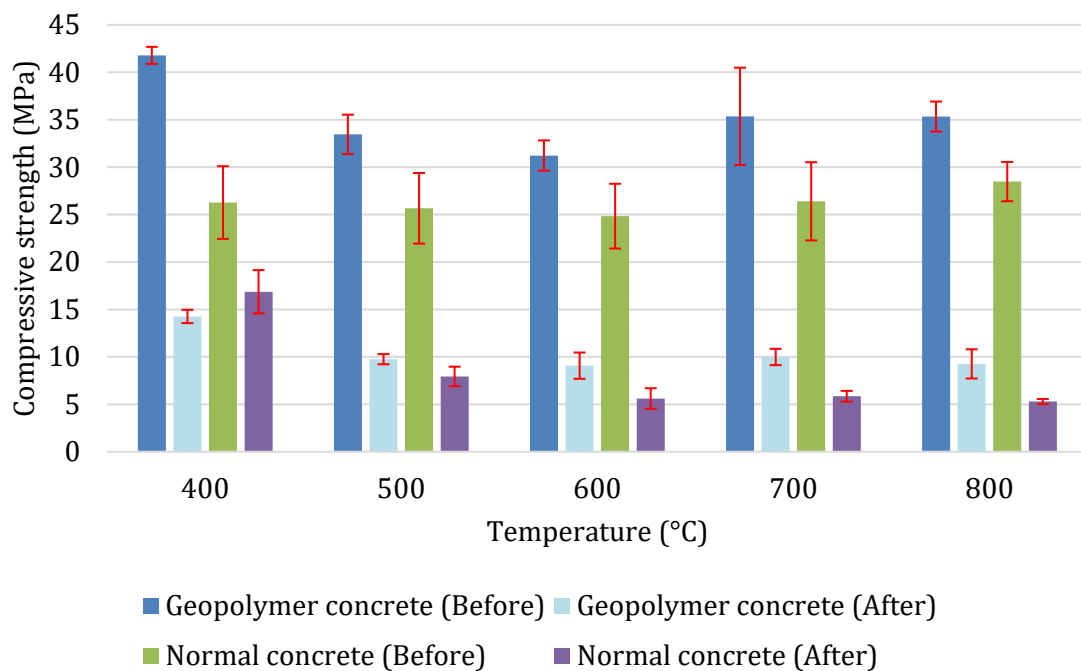 Compressive strength (MPa)
45
40
35
30
25
20
15
10
5
0
400 500 600 700 800
Temperature (°C)
Geopolymer concrete (Before) Geopolymer concrete (After)
Normal concrete (Before) Normal concrete (After)